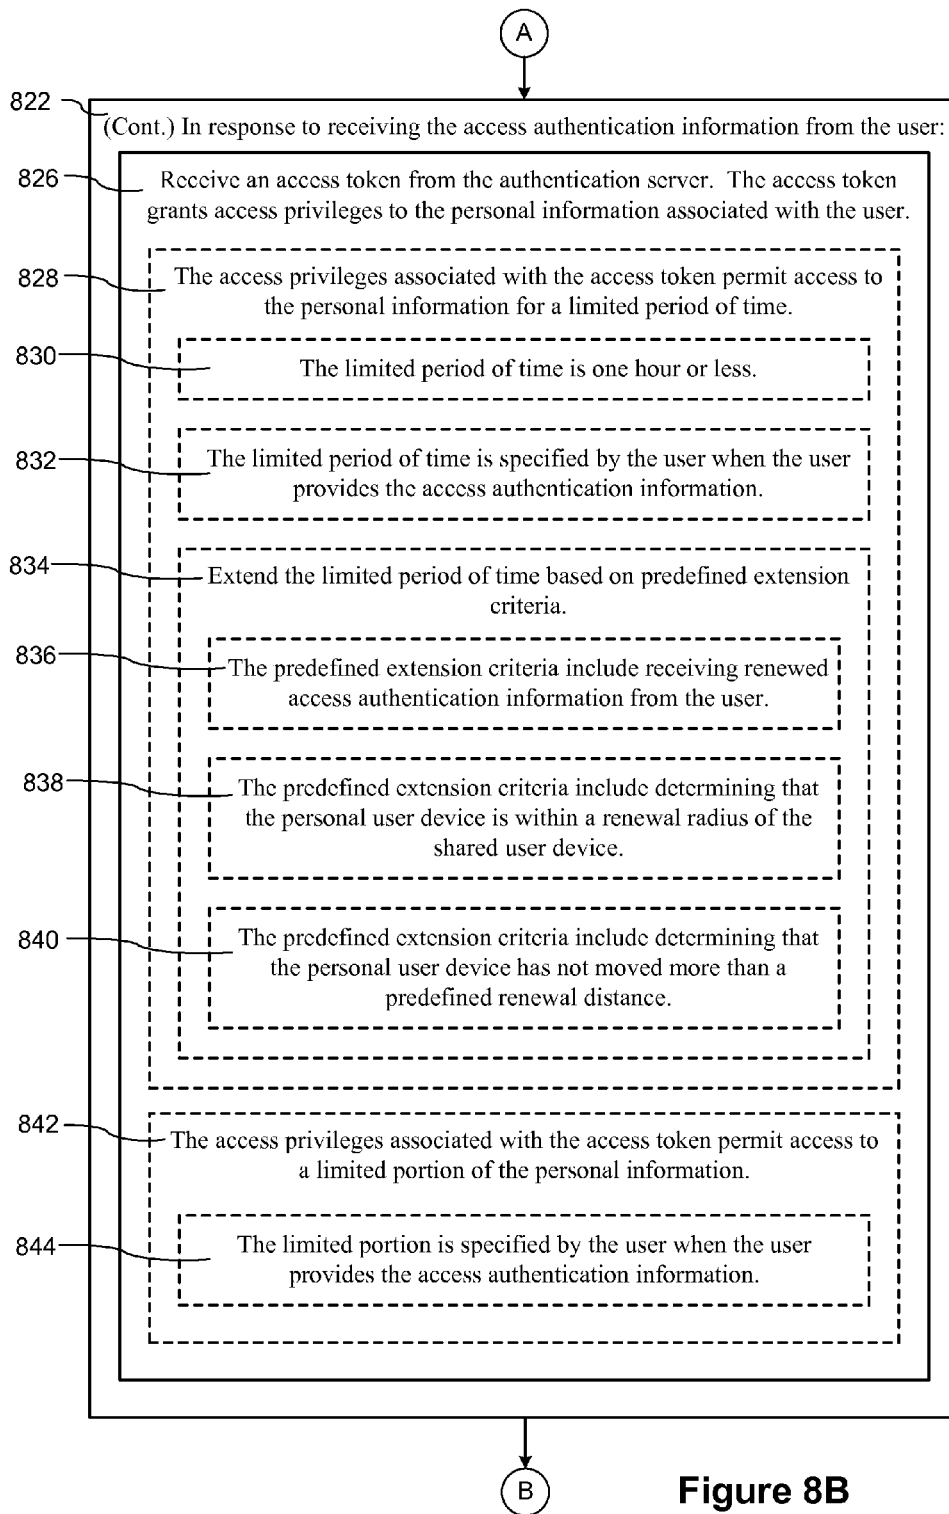 A
822
(Cont.) In response to receiving the access authentication information from the user:
826
Receive an access token from the authentication server. The access token
grants access privileges to the personal information associated with the user.
828
The access privileges associated with the access token permit access to
the personal information for a limited period of time.
830
The limited period of time is one hour or less.
832
The limited period of time is specified by the user when the user
provides the access authentication information.
834
Extend the limited period of time based on predefined extension
criteria.
836
The predefined extension criteria include receiving renewed
access authentication information from the user.
838
The predefined extension criteria include determining that
the personal user device is within a renewal radius of the
shared user device.
840
The predefined extension criteria include determining that
the personal user device has not moved more than a
predefined renewal distance.
842
The access privileges associated with the access token permit access to
a limited portion of the personal information.
844
The limited portion is specified by the user when the user
provides the access authentication information.
B
Figure 8B